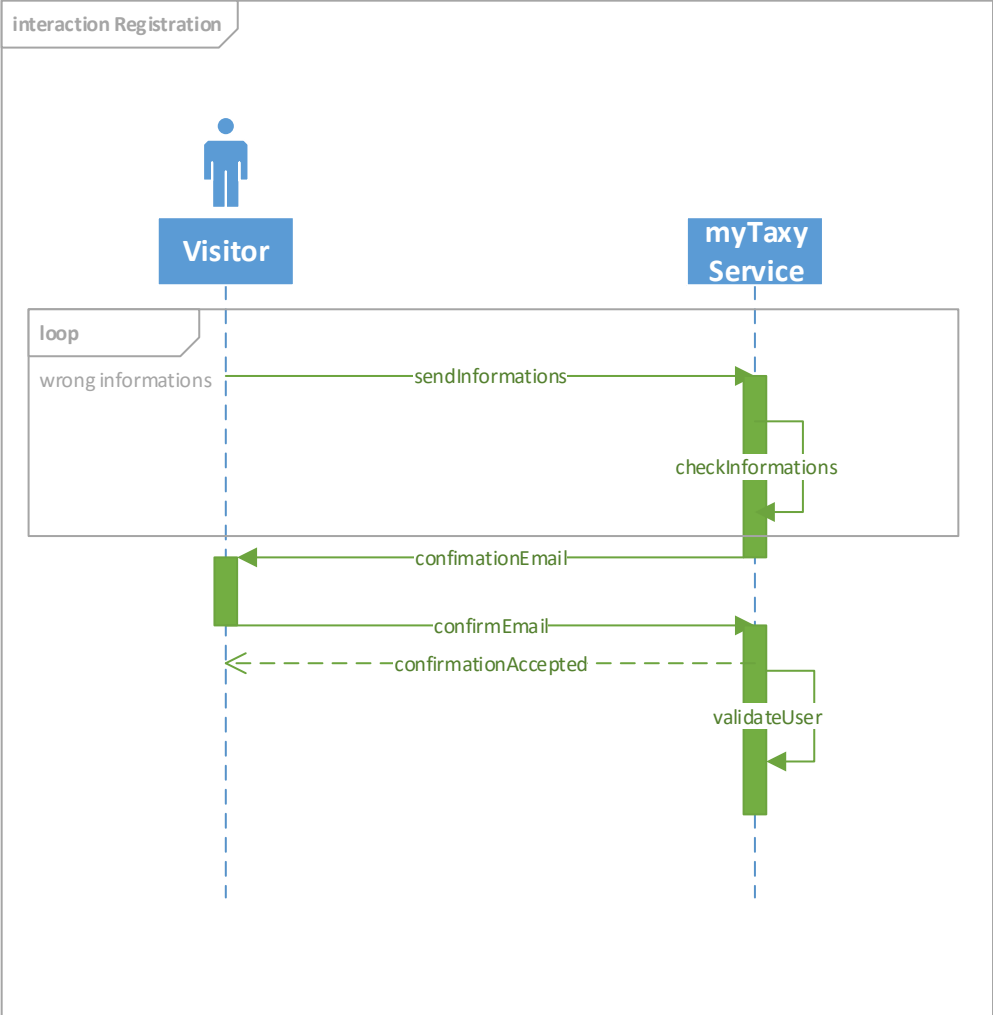 interaction Registration
Visitor
myTaxy
Service
loop
wrong informations
sendInformations
checkInformations
confimationEmail
confirmEmail
confirmationAccepted
validateUser